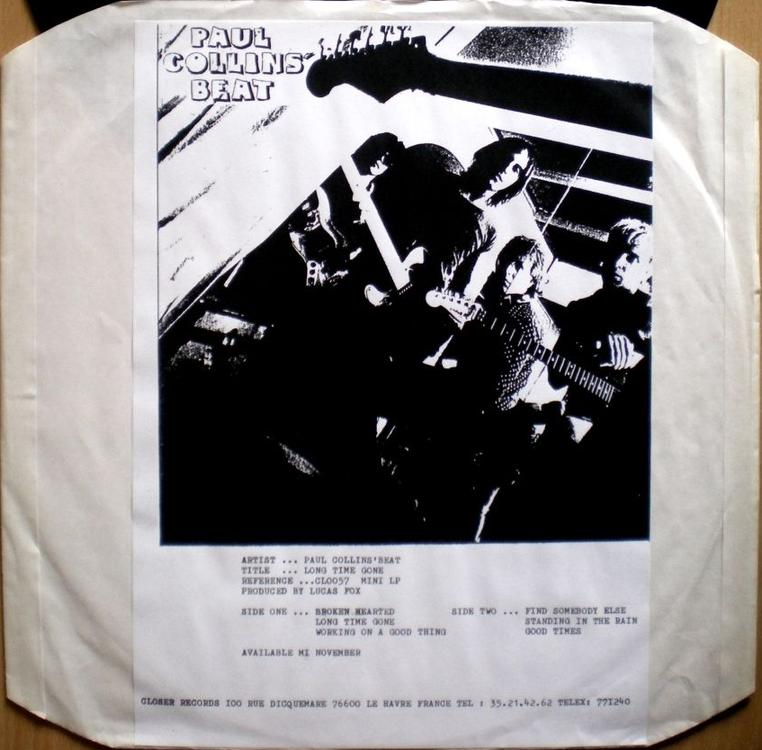 PAUL
COLLINS'
BEAT
ARTIST ... PAUL COLLINS'BEAT
TITLE ... LONG TIME GONE
REFERENCE ...CL0057 MINI LP
PRODUCED BY LUCAS FOX
SIDE ONE ... BROKEN HEARTED
LONG TIME GONE
WORKING ON A GOOD THING
SIDE TWO ... FIND SOMEBODY ELSE
STANDING IN THE RAIN
GOOD TIMES
AVAILABLE MI NOVEMBER
CLOSER RECORDS I00 RUE DICQUEMARE 76600 LE HAVRE FRANCE TEL : 35.21.42.62 TELEX: 77I240